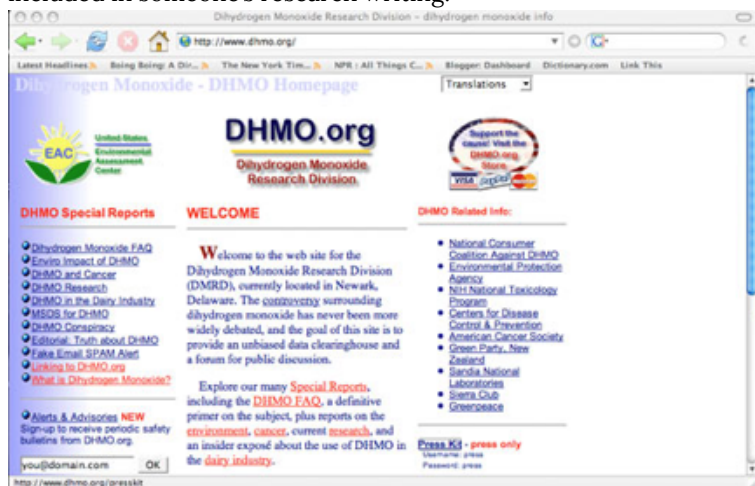 included in someone's research writing.
Dihydrogen Monoxide Research Division – dihydrogen monoxide info
http://www.dhmo.org/
Latest Headlines
Boing Boing: A Dir...
The New York Tim...
NPR : All Things C...
Blogger: Dashboard
Dictionary.com
Link This
Dihydrogen Monoxide - DHMO Homepage
Translations
EAC
United States
Environmental
Assessment
Center
DHMO.org
Dihydrogen Monoxide
Research Division
Support the
cause! Visit the
DHMO.org
Store
VISA
DHMO Special Reports
Dihydrogen Monoxide FAQ
Enviro Impact of DHMO
DHMO and Cancer
DHMO Research
DHMO in the Dairy Industry
MSDS for DHMO
DHMO Conspiracy
Editorial: Truth about DHMO
Fake Email SPAM Alert
Linking to DHMO.org
What is Dihydrogen Monoxide?
Alerts & Advisories NEW
Sign-up to receive periodic safety
bulletins from DHMO.org.
you@domain.com
OK
WELCOME
Welcome to the web site for the
Dihydrogen Monoxide Research Division
(DMRD), currently located in Newark,
Delaware. The controversy surrounding
dihydrogen monoxide has never been more
widely debated, and the goal of this site is to
provide an unbiased data clearinghouse and
a forum for public discussion.
Explore our many Special Reports,
including the DHMO FAQ, a definitive
primer on the subject, plus reports on the
environment, cancer, current research, and
an insider exposé about the use of DHMO in
the dairy industry.
DHMO Related Info:
National Consumer
Coalition Against DHMO
Environmental Protection
Agency
NIH National Toxicology
Program
Centers for Disease
Control & Prevention
American Cancer Society
Green Party, New
Zealand
Sandia National
Laboratories
Sierra Club
Greenpeace
Press Kit - press only
Username: press
Password: press
http://www.dhmo.org/presskit